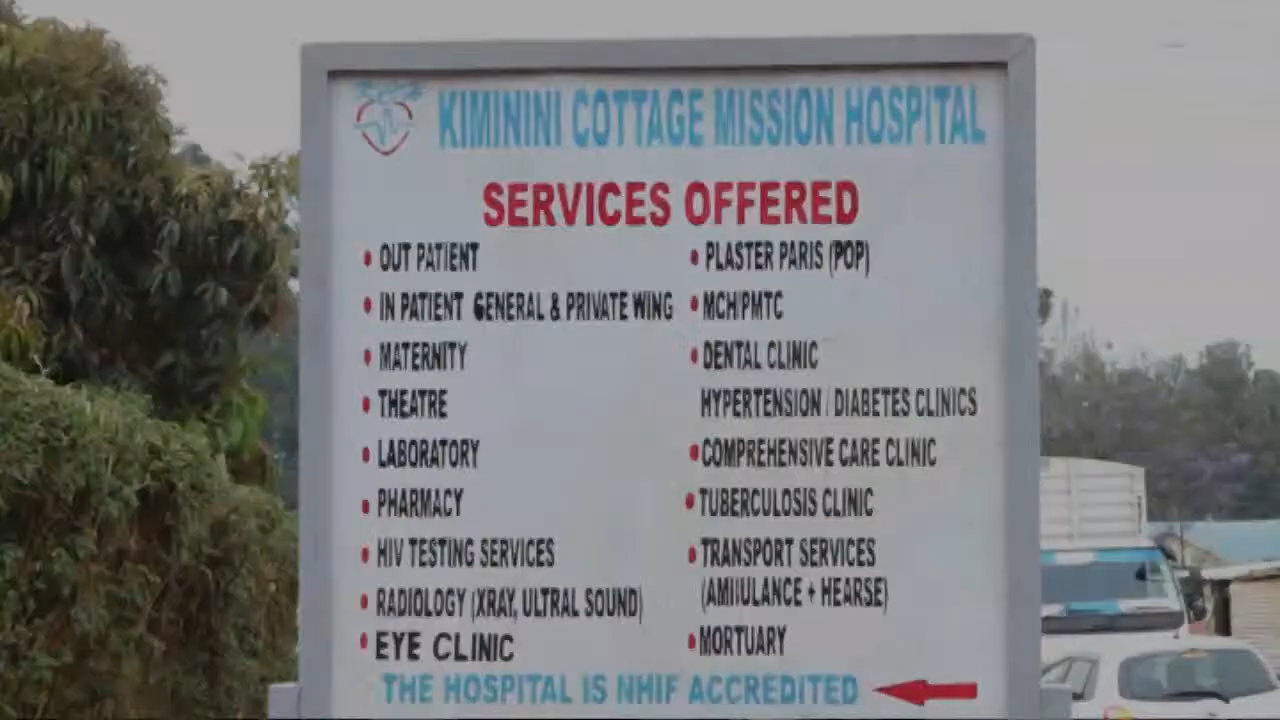 KIMININI COTTAGE MISSION HOSPITAL
SERVICES OFFERED
• OUT PATIENT
• IN PATIENT GENERAL & PRIVATE WING
• MATERNITY
• THEATRE
• LABORATORY
• PHARMACY
• HIV TESTING SERVICES
• RADIOLOGY (XRAY, ULTRAL SOUND)
• EYE CLINIC
• PLASTER PARIS (POP)
• MCH/PMTC
• DENTAL CLINIC
HYPERTENSION / DIABETES CLINICS
• COMPREHENSIVE CARE CLINIC
• TUBERCULOSIS CLINIC
• TRANSPORT SERVICES
(AMBULANCE + HEARSE)
• MORTUARY
THE HOSPITAL IS NHIF ACCREDITED